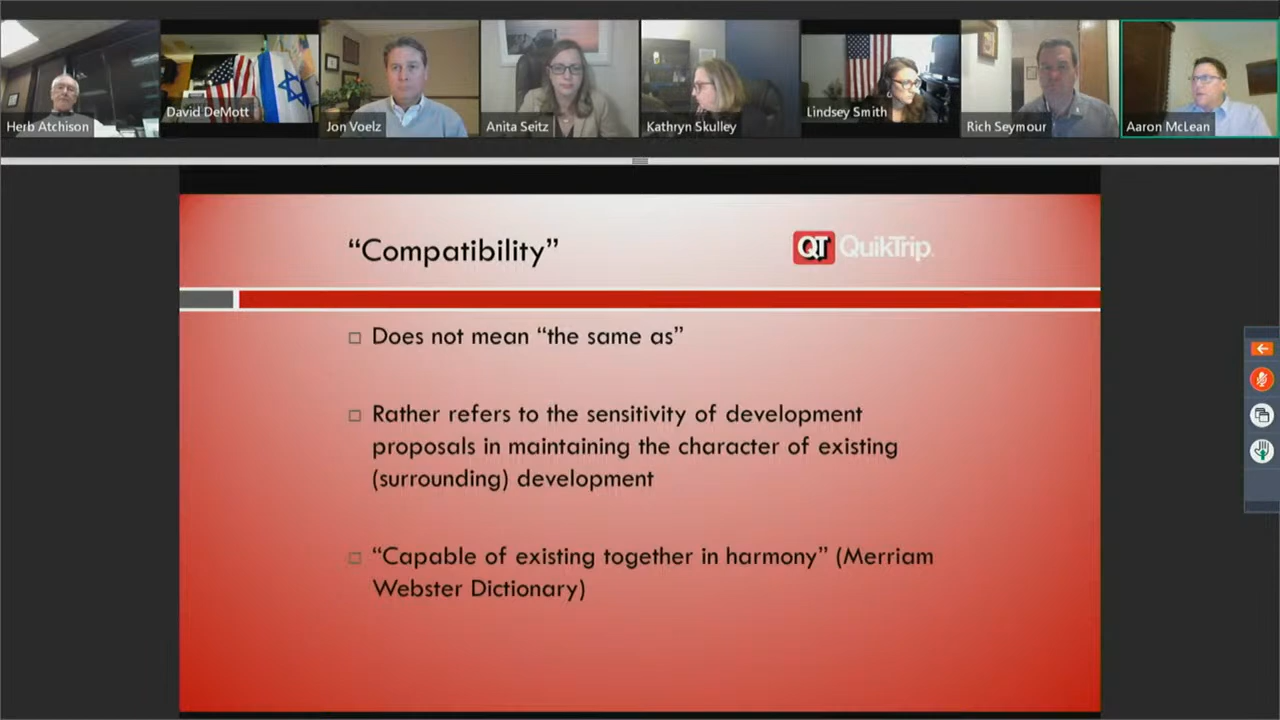 Herb Atchison
David DeMott
Jon Voelz
Anita Seitz
Kathryn Skulley
Lindsey Smith
Rich Seymour
Aaron McLean
“Compatibility”
QT QuikTrip.
Does not mean “the same as”
Rather refers to the sensitivity of development
proposals in maintaining the character of existing
(surrounding) development
“Capable of existing together in harmony” (Merriam
Webster Dictionary)